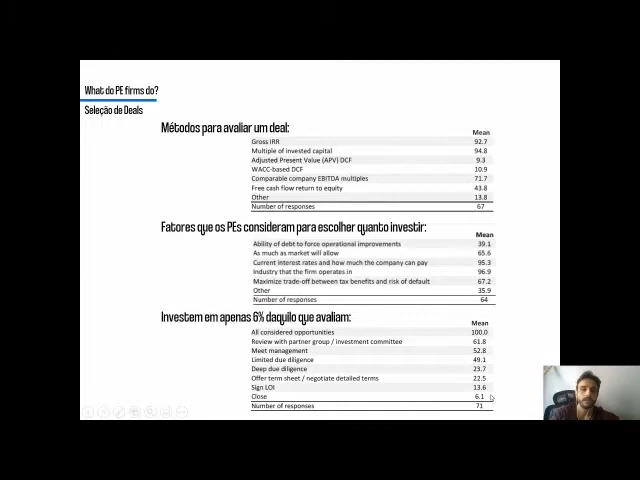 What do PE firms do?
Seleção de Deals
Métodos para avaliar um deal:
Mean
Gross IRR 92.7
Multiple of invested capital 94.8
Adjusted Present Value (APV) DCF 9.3
WACC-based DCF 10.9
Comparable company EBITDA multiples 71.7
Free cash flow return to equity 43.8
Other 13.8
Number of responses 67
Fatores que os PEs consideram para escolher quanto investir:
Mean
Ability of debt to force operational improvements 39.1
As much as market will allow 65.6
Current interest rates and how much the company can pay 95.3
Industry that the firm operates in 96.9
Maximize trade-off between tax benefits and risk of default 67.2
Other 35.9
Number of responses 64
Investem em apenas 6% daquilo que avaliam:
Mean
All considered opportunities 100.0
Review with partner group / investment committee 61.8
Meet management 52.8
Limited due diligence 49.1
Deep due diligence 23.7
Offer term sheet / negotiate detailed terms 22.5
Sign LOI 13.6
Close 6.1
Number of responses 71